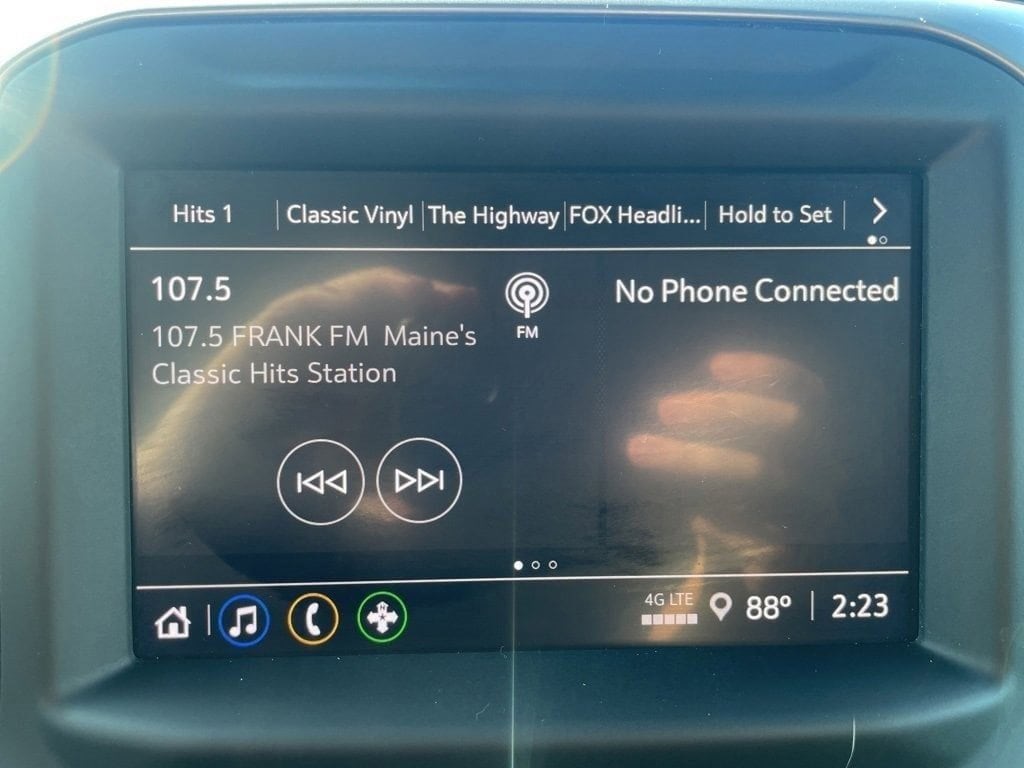 Hits 1 Classic Vinyl The Highway FOX Headli... Hold to Set
107.5
FM
No Phone Connected
107.5 FRANK FM Maine's
Classic Hits Station
4G LTE 88° 2:23